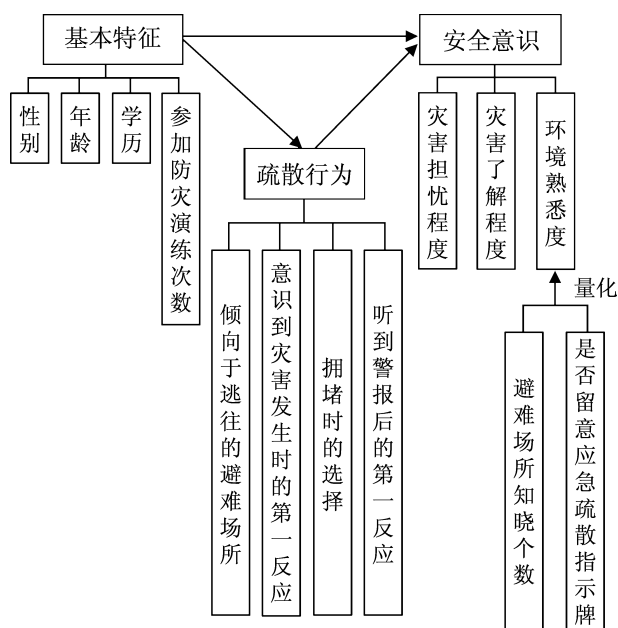 基本特征
安全意识
性别
年龄
学历
参加防灾演练次数
疏散行为
灾害担忧程度
灾害了解程度
环境熟悉度
倾向于逃往的避难场所
意识到灾害发生时的第一反应
拥堵时的选择
听到警报后的第一反应
量化
避难场所知晓个数
是否留意应急疏散指示牌